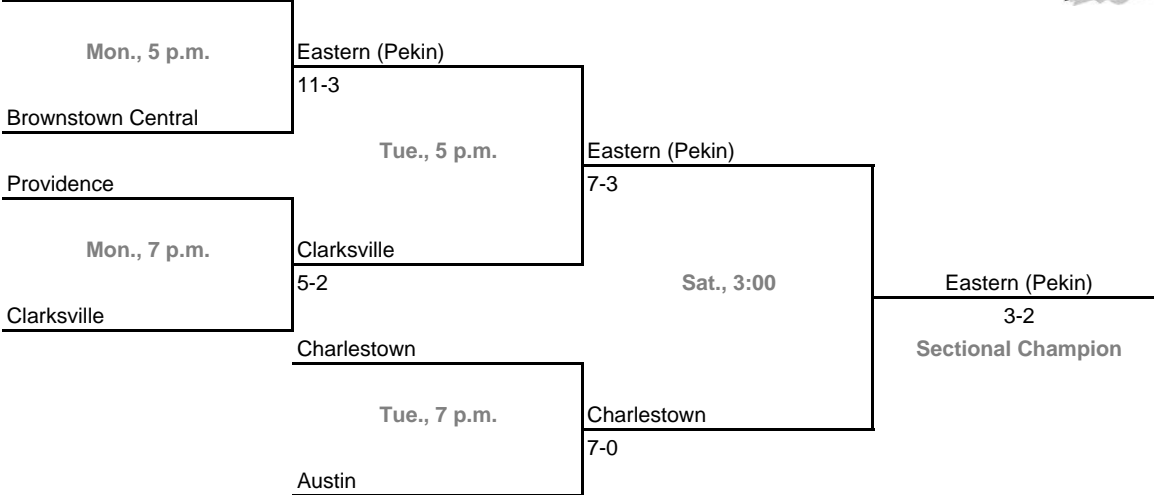 Mon., 5 p.m.
Eastern (Pekin)
11-3
Brownstown Central
Tue., 5 p.m.
Eastern (Pekin)
Providence
7-3
Mon., 7 p.m.
Clarksville
5-2
Sat., 3:00
Eastern (Pekin)
Clarksville
3-2
Charlestown
Sectional Champion
Tue., 7 p.m.
Charlestown
7-0
Austin